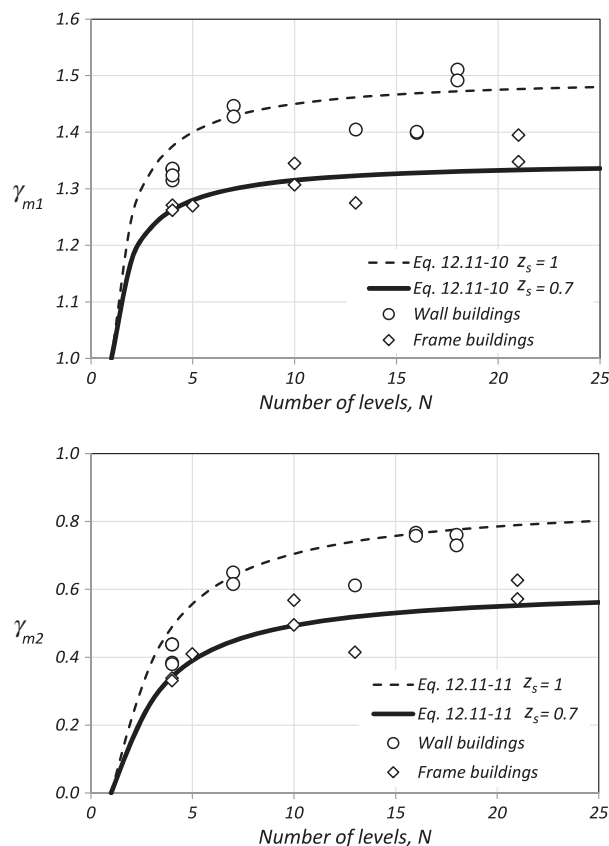 1.6
1.5
1.4
1.3
1.2
1.1
1.0
γm1
Eq. 12.11-10 zs = 1
Eq. 12.11-10 zs = 0.7
Wall buildings
Frame buildings
0 5 10 15 20 25
Number of levels, N
1.0
0.8
0.6
0.4
0.2
0.0
γm2
Eq. 12.11-11 zs = 1
Eq. 12.11-11 zs = 0.7
Wall buildings
Frame buildings
0 5 10 15 20 25
Number of levels, N